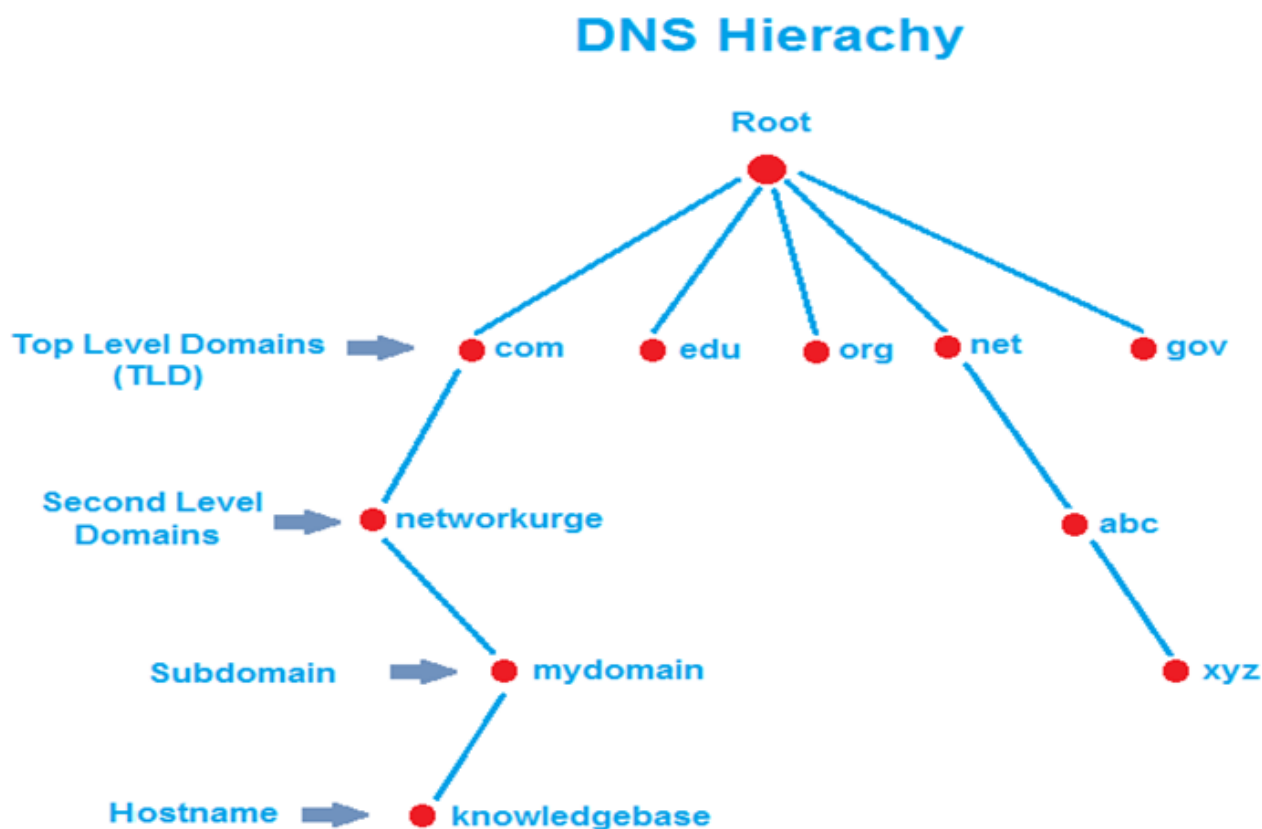 DNS Hierachy
Root
Top Level Domains
(TLD)
com
edu
org
net
gov
Second Level
Domains
networkurge
abc
Subdomain
mydomain
xyz
Hostname
knowledgebase